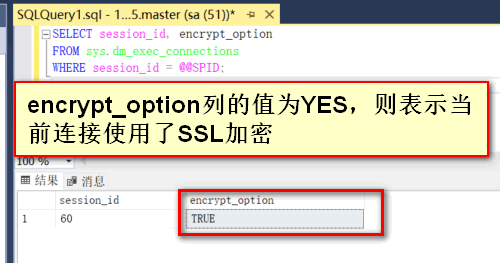 SQLQuery1.sql - 1...5.master (sa (51))*
SELECT session_id, encrypt_option
FROM sys.dm_exec_connections
WHERE session_id = @@SPID;
encrypt_option列的值为YES，则表示当
前连接使用了SSL加密
100 %
结果 消息
session_id encrypt_option
1 60 TRUE